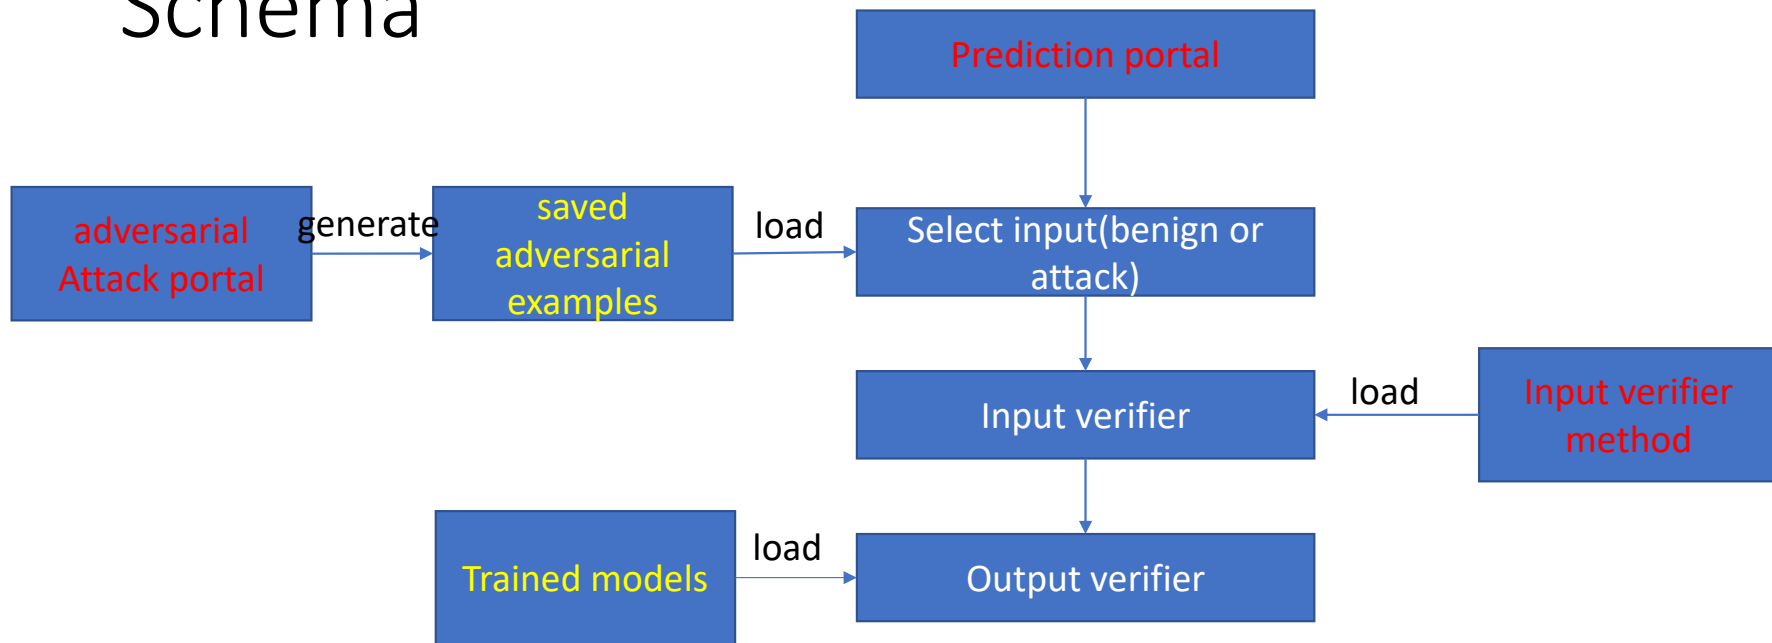 Schema
Prediction portal
adversarial
Attack portal
generate
saved
adversarial
examples
load
Select input(benign or
attack)
Input verifier
load
Input verifier
method
Trained models
load
Output verifier